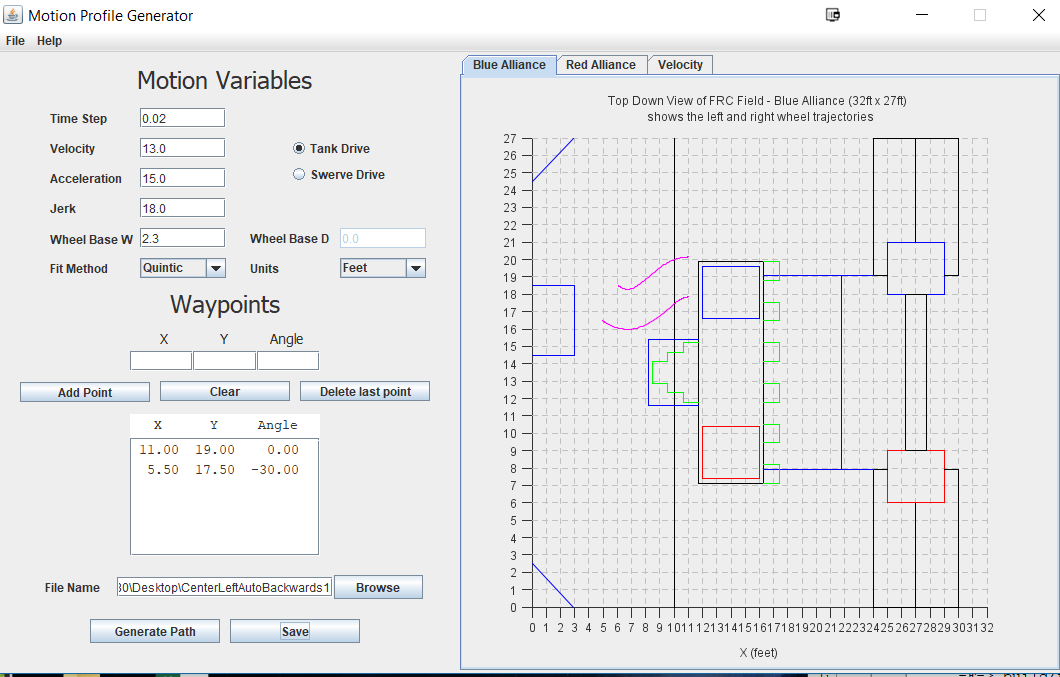 Motion Profile Generator
File Help
Motion Variables
Time Step 0.02
Velocity 13.0
Tank Drive
Acceleration 15.0
Swerve Drive
Jerk 18.0
Wheel Base W 2.3 Wheel Base D 0.0
Fit Method Quintic Units Feet
Waypoints
X Y Angle
Add Point Clear Delete last point
X Y Angle
11.00 19.00 0.00
5.50 17.50 -30.00
File Name 30\Desktop\CenterLeftAutoBackwards1 Browse
Generate Path Save
Blue Alliance Red Alliance Velocity
Top Down View of FRC Field - Blue Alliance (32ft x 27ft)
shows the left and right wheel trajectories
27
26
25
24
23
22
21
20
19
18
17
16
15
14
13
12
11
10
9
8
7
6
5
4
3
2
1
0
0 1 2 3 4 5 6 7 8 9 10 11 12 13 14 15 16 17 18 19 20 21 22 23 24 25 26 27 28 29 30 31 32
X (feet)